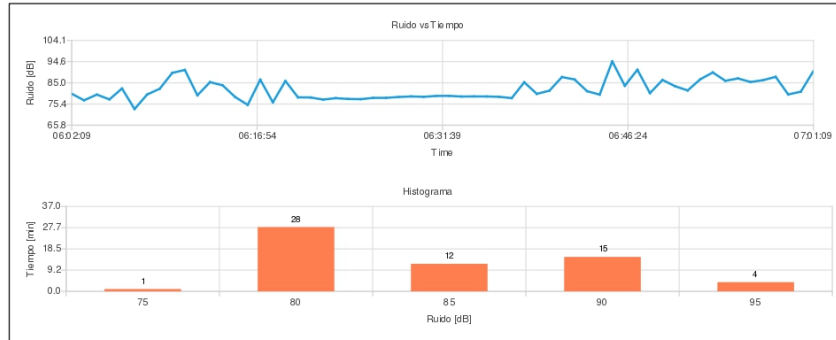 Ruido vs Tiempo
104.1
94.6
85.0
75.4
65.8
Ruido [dB]
06:02:09 06:16:54 06:31:39 06:46:24 07:01:09
Time
Histograma
37.0
27.7
18.5
9.2
0.0
Tiempo [min]
1 28 12 15 4
75 80 85 90 95
Ruido [dB]